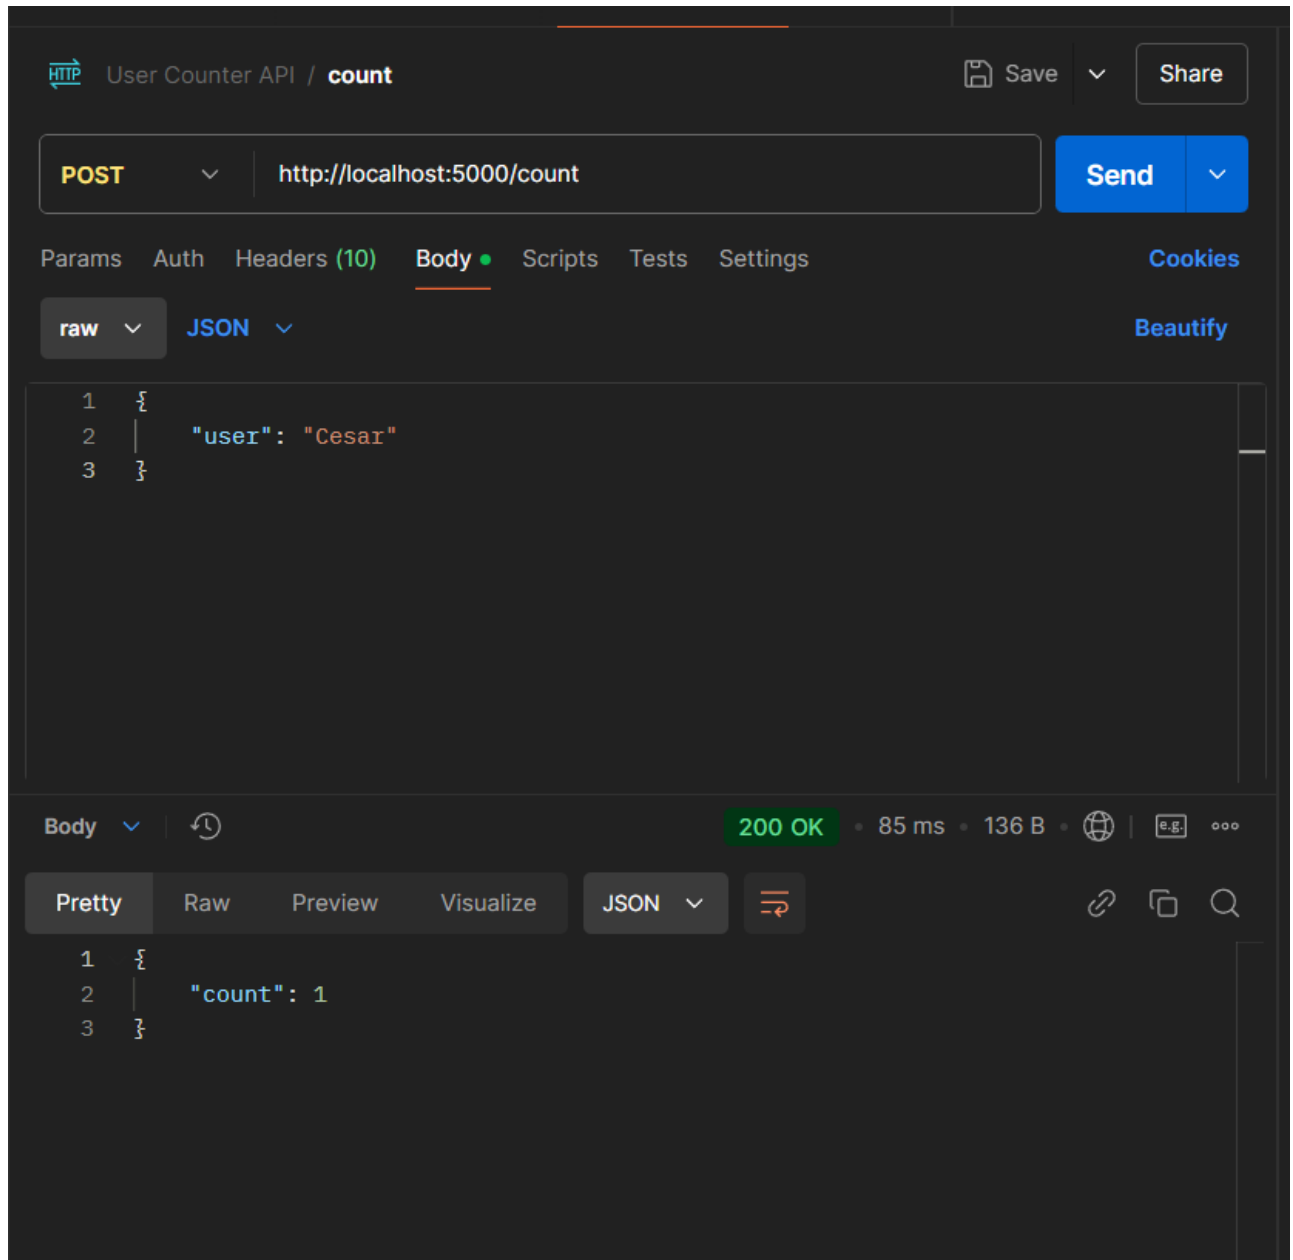 HTTP User Counter API / count Save Share
POST http://localhost:5000/count Send
Params Auth Headers (10) Body Scripts Tests Settings Cookies
raw JSON Beautify
1 {
2 "user": "Cesar"
3 }
Body 200 OK 85 ms 136 B e.g.
Pretty Raw Preview Visualize JSON
1 {
2 "count": 1
3 }